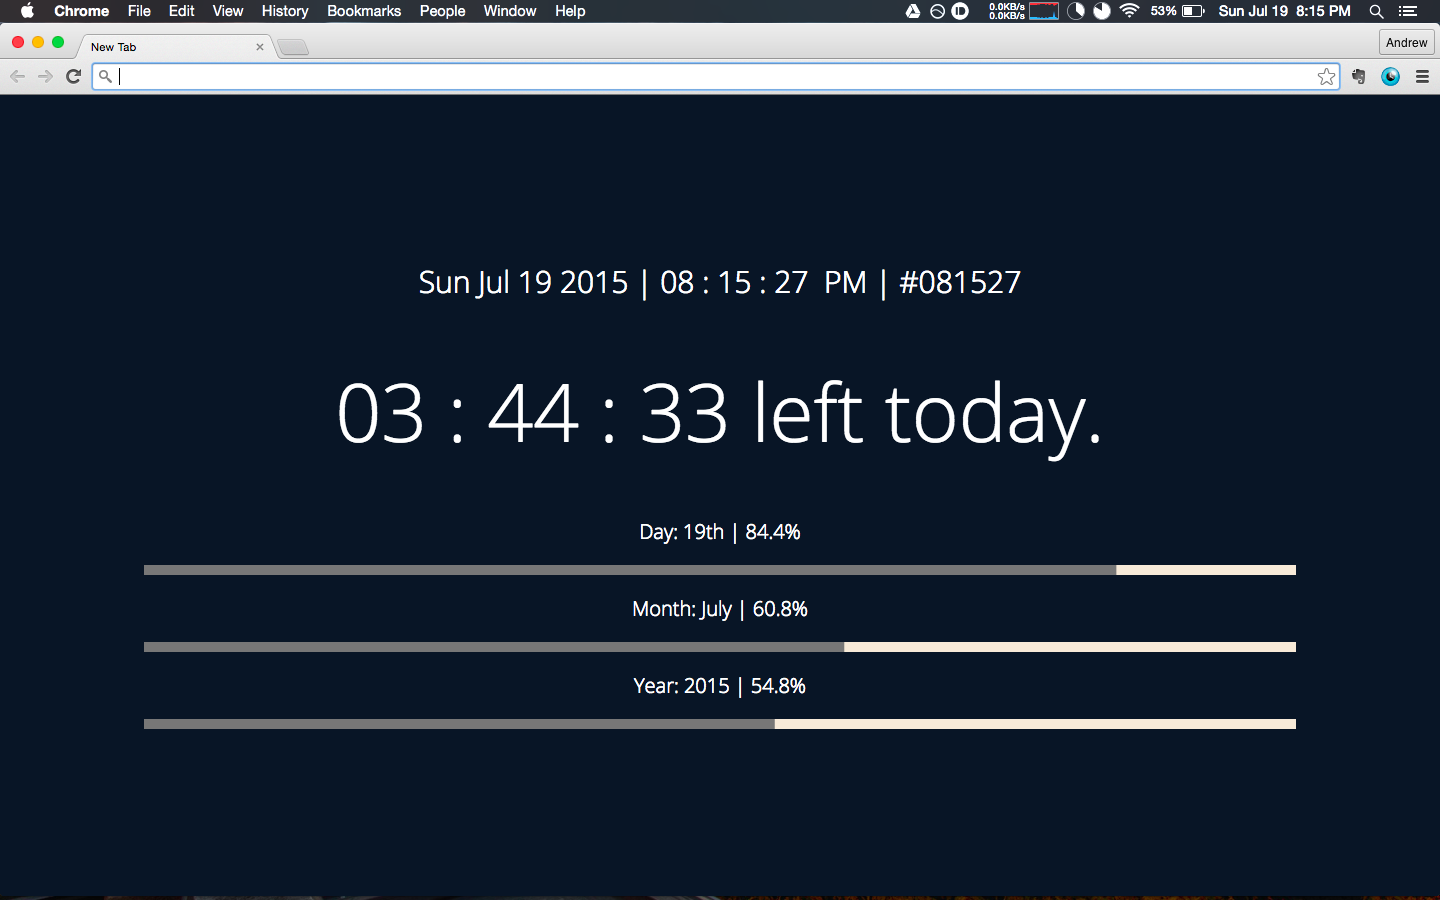 Chrome File Edit View History Bookmarks People Window Help 0.0KB/s 53% Sun Jul 19 8:15 PM
0.0KB/s
New Tab
Andrew
Sun Jul 19 2015 | 08 : 15 : 27 PM | #081527
03 : 44 : 33 left today.
Day: 19th | 84.4%
Month: July | 60.8%
Year: 2015 | 54.8%